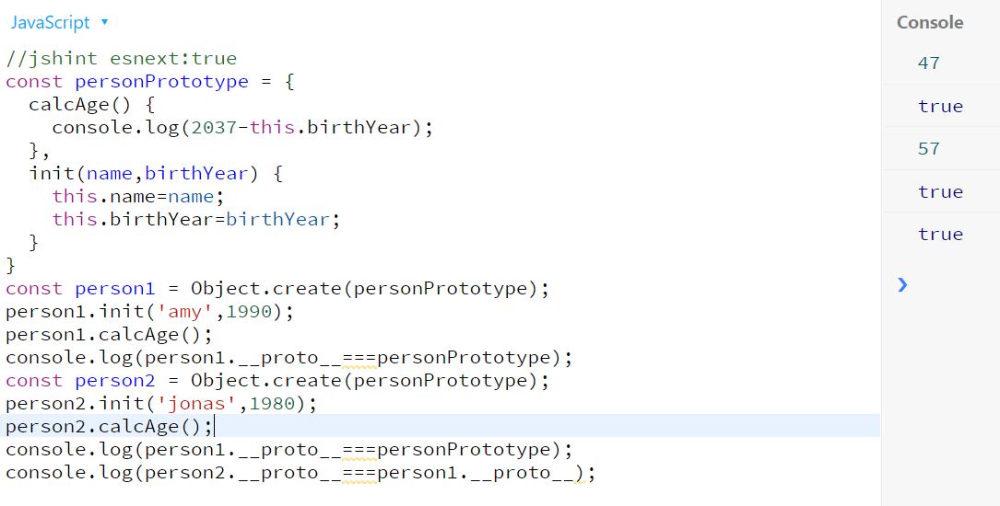 JavaScript ▾
//jshint esnext:true
const personPrototype = {
  calcAge() {
    console.log(2037-this.birthYear);
  },
  init(name,birthYear) {
    this.name=name;
    this.birthYear=birthYear;
  }
}
const person1 = Object.create(personPrototype);
person1.init('amy',1990);
person1.calcAge();
console.log(person1.__proto__===personPrototype);
const person2 = Object.create(personPrototype);
person2.init('jonas',1980);
person2.calcAge();
console.log(person1.__proto__===personPrototype);
console.log(person2.__proto__===person1.__proto__);
Console
47
true
57
true
true
❯